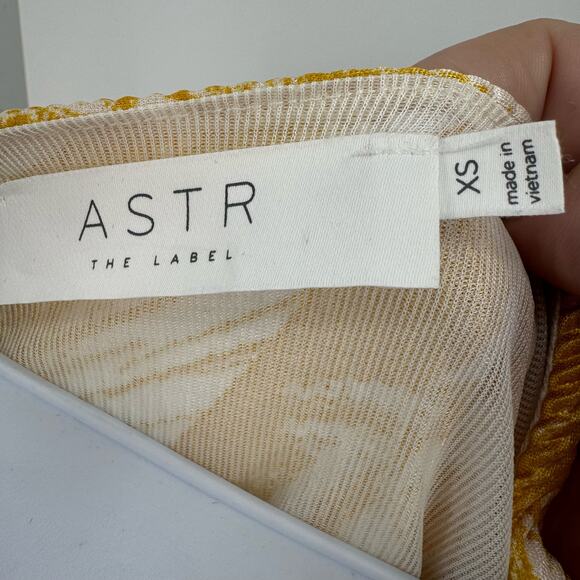 ASTR
THE LABEL
XS
made in
vietnam